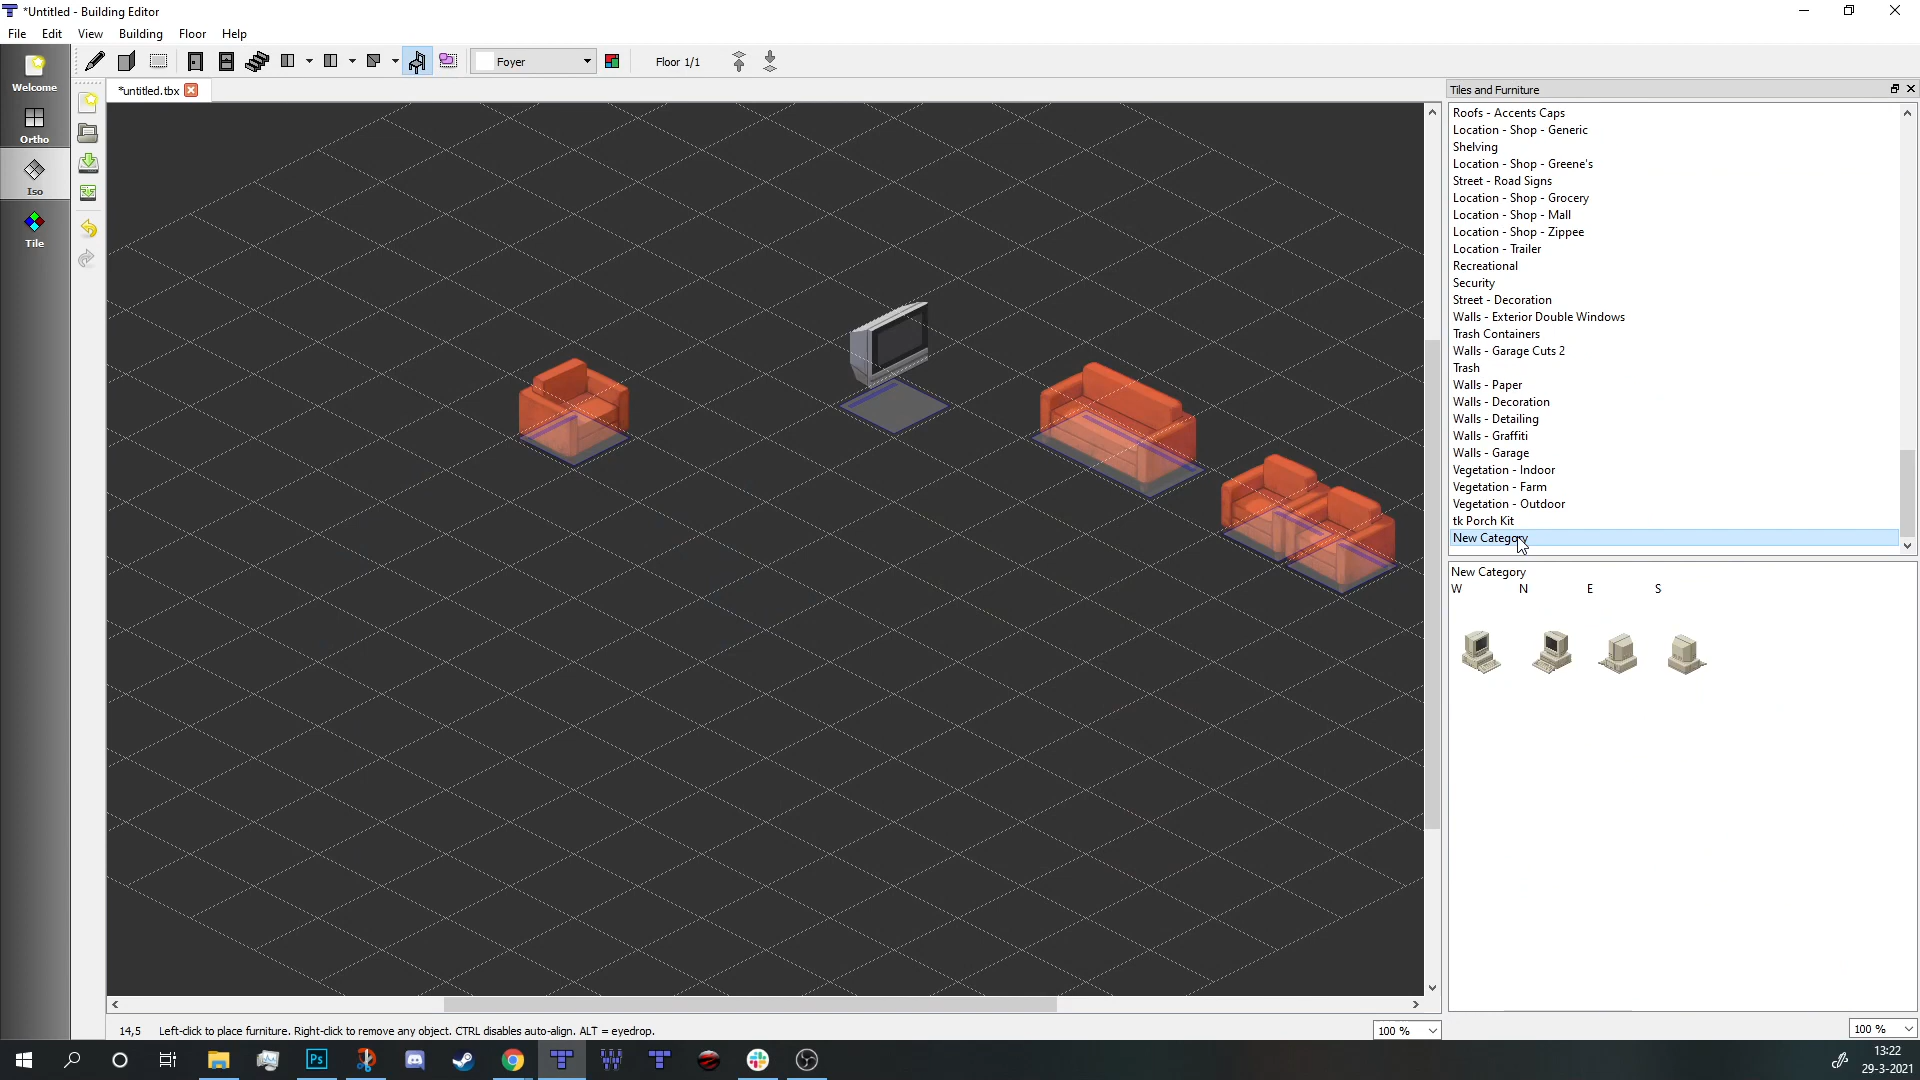 *Untitled - Building Editor
File Edit View Building Floor Help
Welcome
Ortho
Iso
Tile
Foyer
Floor 1/1
*untitled.tbx
Tiles and Furniture
Roofs - Accents Caps
Location - Shop - Generic
Shelving
Location - Shop - Greene's
Street - Road Signs
Location - Shop - Grocery
Location - Shop - Mall
Location - Shop - Zippee
Location - Trailer
Recreational
Security
Street - Decoration
Walls - Exterior Double Windows
Trash Containers
Walls - Garage Cuts 2
Trash
Walls - Paper
Walls - Decoration
Walls - Detailing
Walls - Graffiti
Walls - Garage
Vegetation - Indoor
Vegetation - Farm
Vegetation - Outdoor
tk Porch Kit
New Category
New Category
W N E S
14,5 Left-click to place furniture. Right-click to remove any object. CTRL disables auto-align. ALT = eyedrop.
100 %
100 %
Ps
13:22
29-3-2021